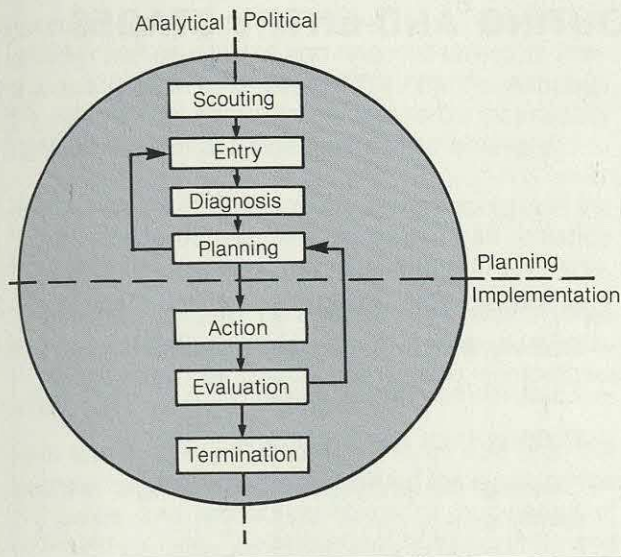 Analytical Political
Scouting
Entry
Diagnosis
Planning
Planning
Implementation
Action
Evaluation
Termination